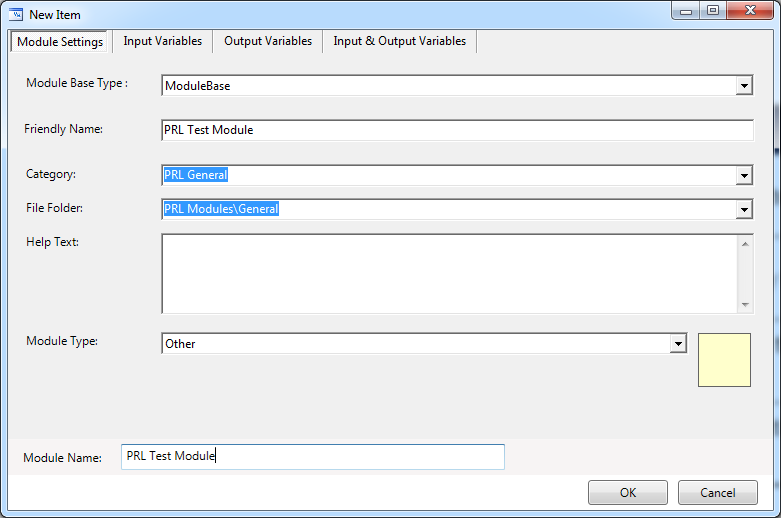 New Item
Module Settings Input Variables Output Variables Input & Output Variables
Module Base Type : ModuleBase
Friendly Name: PRL Test Module
Category: PRL General
File Folder: PRL Modules\General
Help Text:
Module Type: Other
Module Name: PRL Test Module
OK Cancel